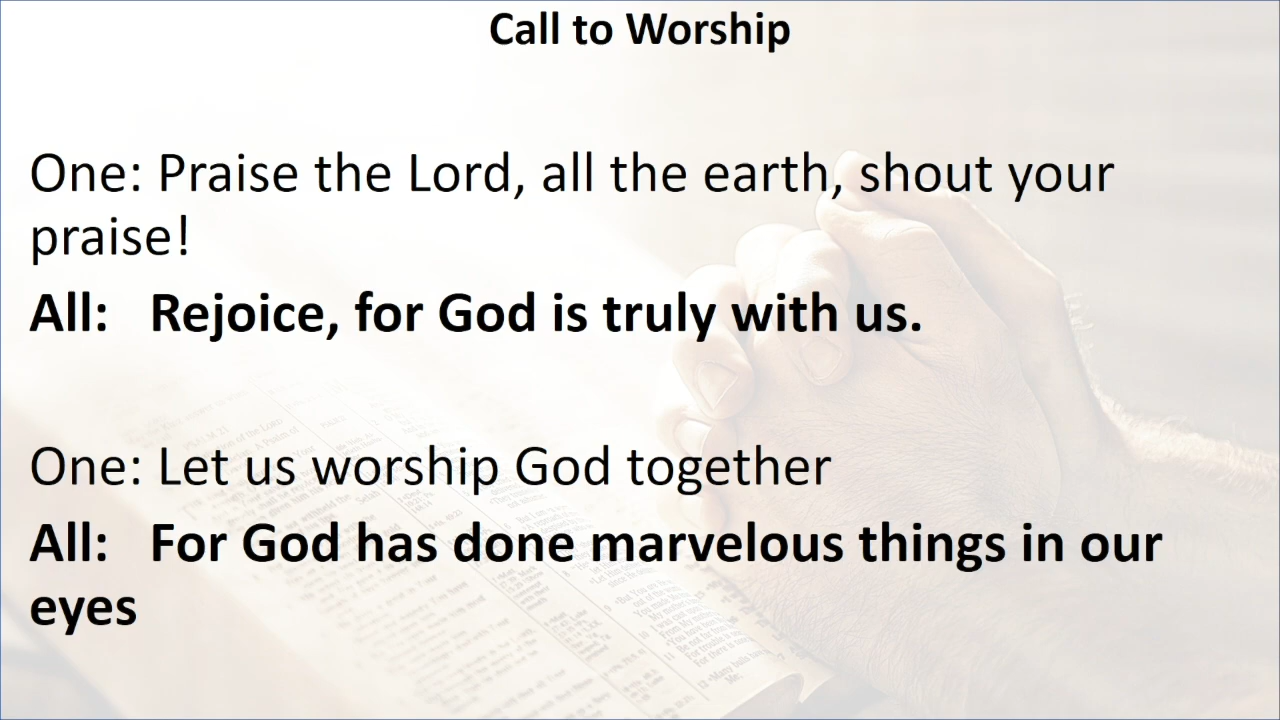 Call to Worship
One: Praise the Lord, all the earth, shout your
praise!
All: Rejoice, for God is truly with us.
One: Let us worship God together
All: For God has done marvelous things in our
eyes